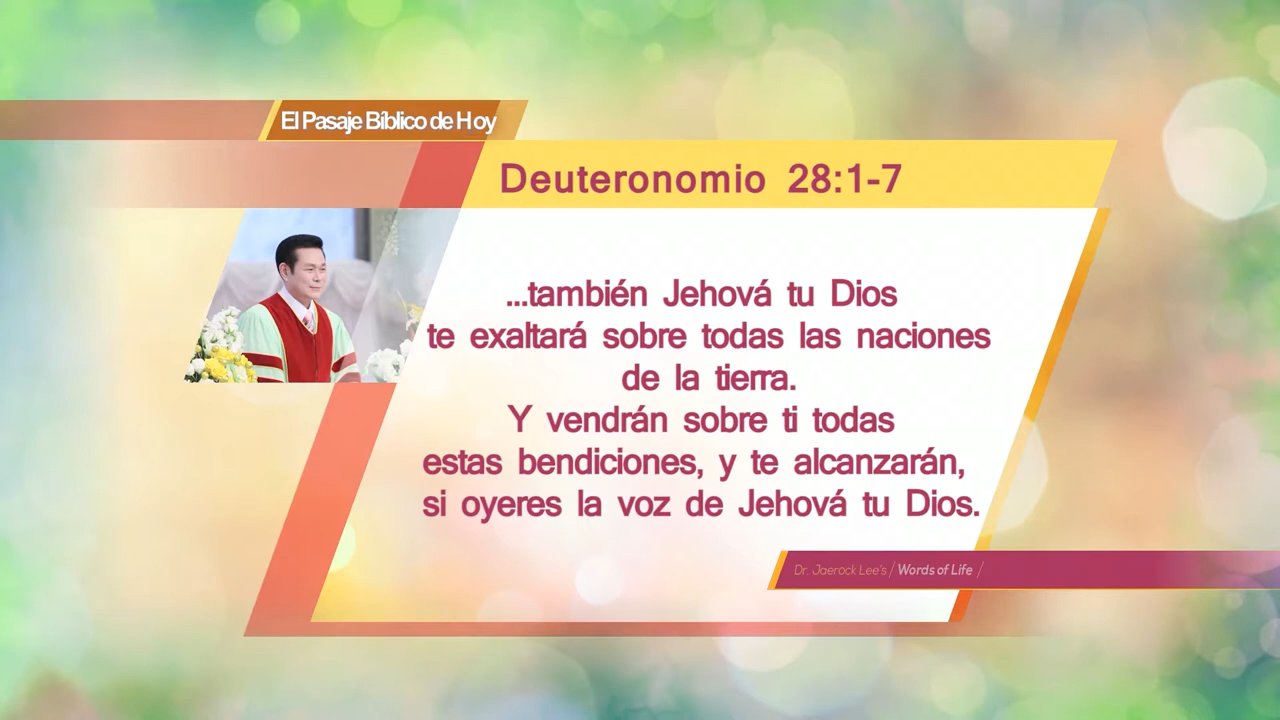 El Pasaje Bíblico de Hoy
Deuteronomio 28:1-7
...también Jehová tu Dios
te exaltará sobre todas las naciones
de la tierra.
Y vendrán sobre ti todas
estas bendiciones, y te alcanzarán,
si oyeres la voz de Jehová tu Dios.
Dr. Jaerock Lee's / Words of Life /